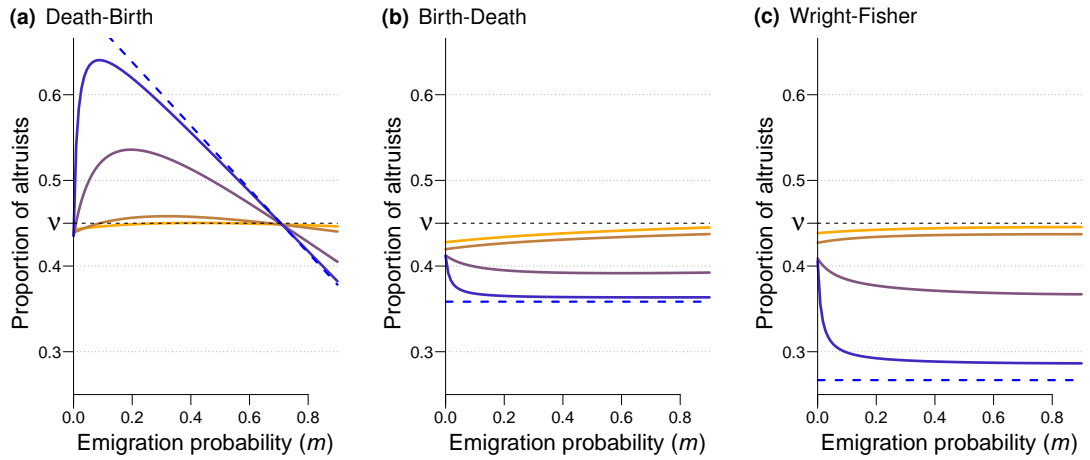 (a) Death-Birth
Proportion of altruists
0.6
0.5
ν
0.4
0.3
0.0 0.2 0.4 0.6 0.8
Emigration probability (m)
(b) Birth-Death
Proportion of altruists
0.6
0.5
ν
0.4
0.3
0.0 0.2 0.4 0.6 0.8
Emigration probability (m)
(c) Wright-Fisher
Proportion of altruists
0.6
0.5
ν
0.4
0.3
0.0 0.2 0.4 0.6 0.8
Emigration probability (m)